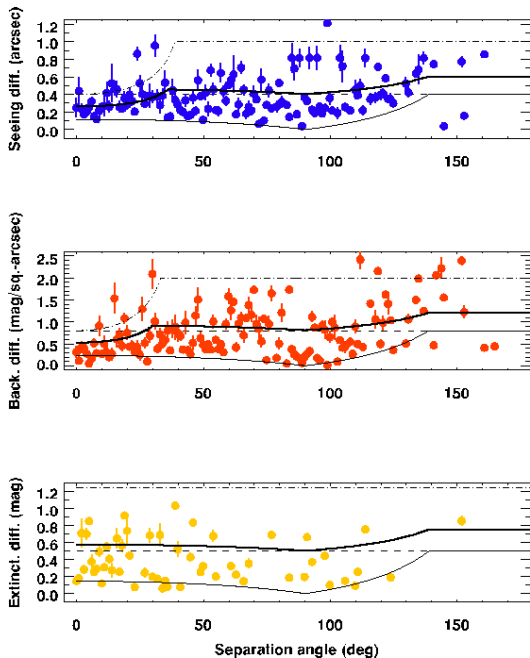 Seeing diff. (arcsec)
1.2
1.0
0.8
0.6
0.4
0.2
0.0
0 50 100 150
Back. diff. (mag/sq.-arcsec)
2.5
2.0
1.5
1.0
0.5
0.0
0 50 100 150
Extincl. diff. (mag)
1.2
1.0
0.8
0.6
0.4
0.2
0.0
0 50 100 150
Separation angle (deg)